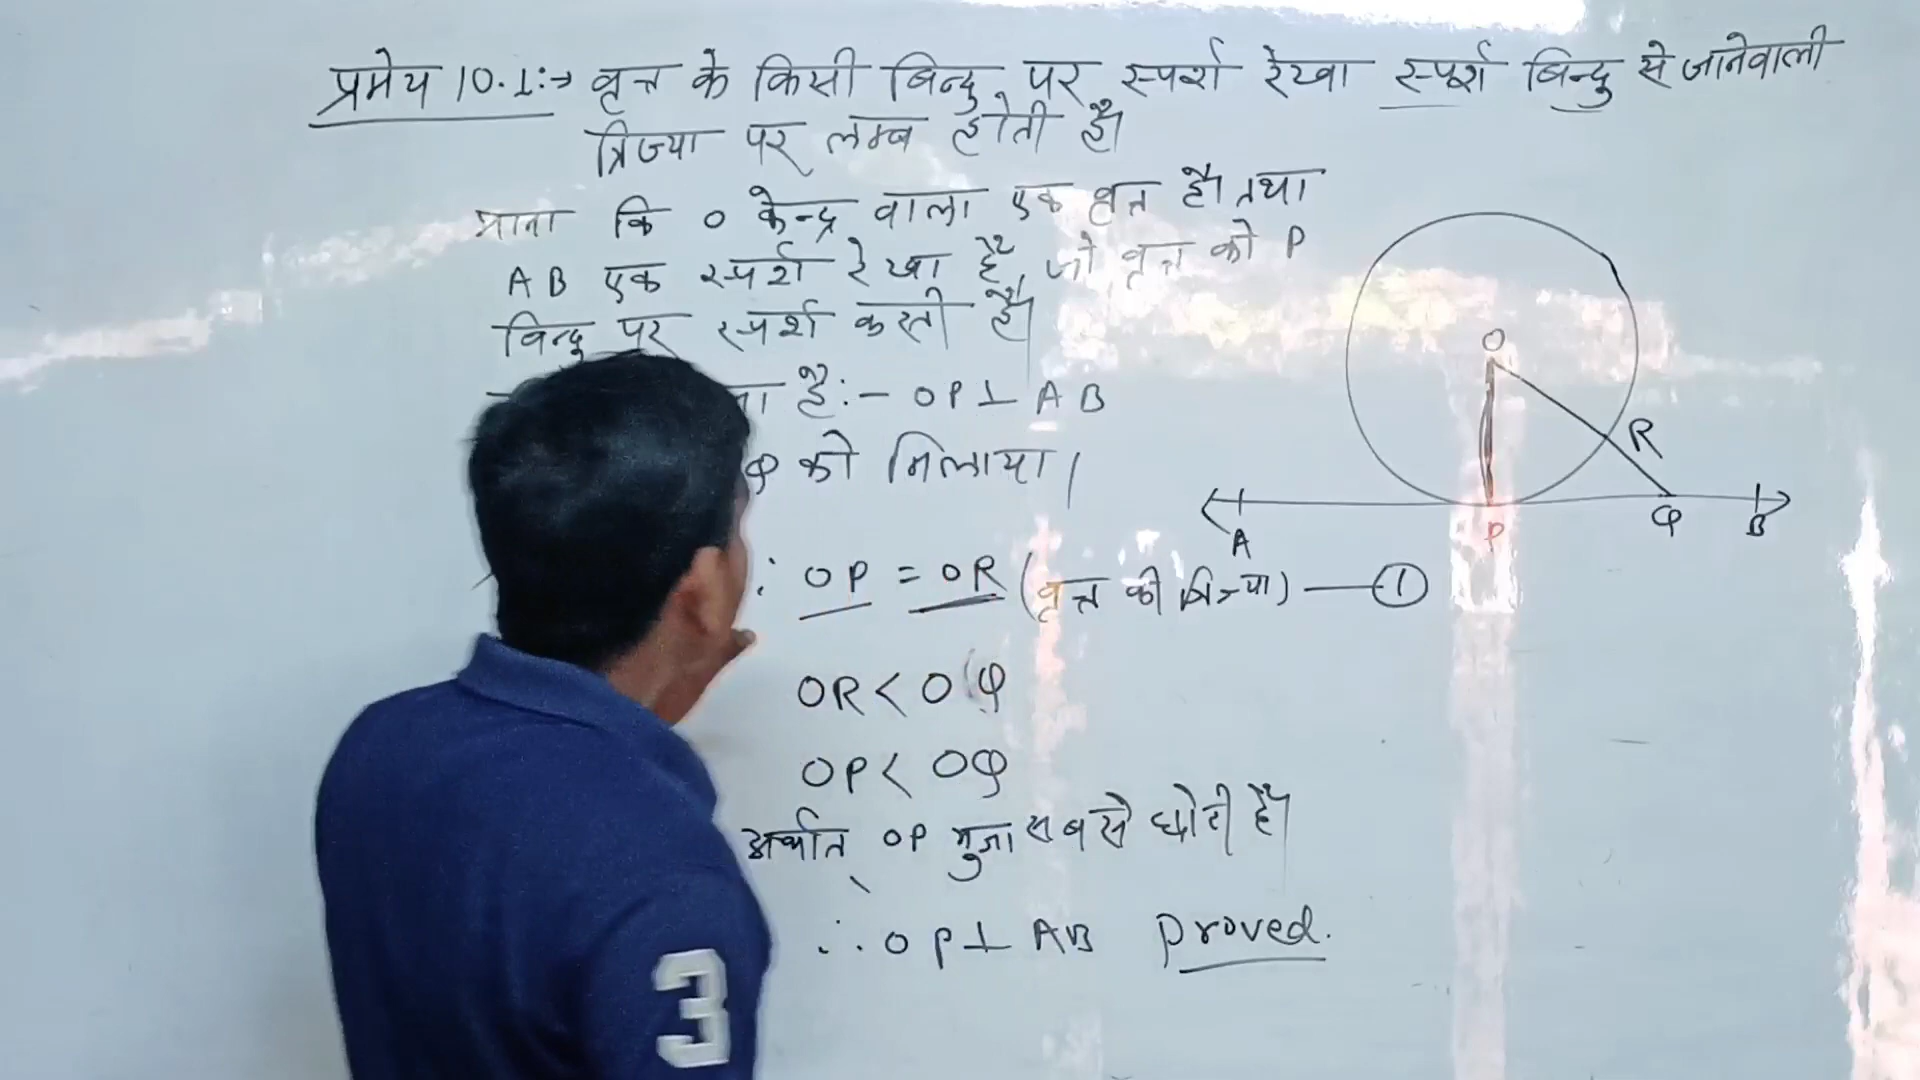 प्रमेय 10.1:→ वृत्त के किसी बिन्दु पर स्पर्श रेखा स्पर्श बिन्दु से जानेवाली
त्रिज्या पर लम्ब होती है।
माना कि O केन्द्र वाला एक वृत्त है। तथा
AB एक स्पर्श रेखा है, जो वृत्त को P
बिन्दु पर स्पर्श करती है।
है:- OP⊥AB
Q को मिलाया।
OP = OR (वृत्त की त्रिज्या) — 1
OR < OQ
OP < OQ
अर्थात् OP भुजा सबसे छोटी है।
∴ OP⊥AB Proved.
O
R
A
P
Q
B
3